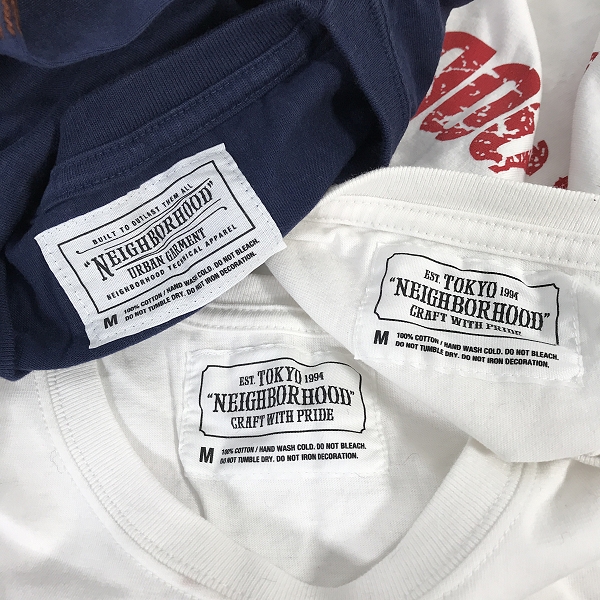 BUILT TO OUTLAST THEM ALL
"NEIGHBORHOOD"
URBAN GARMENT
NEIGHBORHOOD TECHNICAL APPAREL
M 100% COTTON / HAND WASH COLD. DO NOT BLEACH.
DO NOT TUMBLE DRY. DO NOT IRON DECORATION.
EST. TOKYO 1994
"NEIGHBORHOOD"
CRAFT WITH PRIDE
M 100% COTTON / HAND WASH COLD. DO NOT BLEACH.
DO NOT TUMBLE DRY. DO NOT IRON DECORATION.
EST. TOKYO 1994
"NEIGHBORHOOD"
CRAFT WITH PRIDE
M 100% COTTON / HAND WASH COLD. DO NOT BLEACH.
DO NOT TUMBLE DRY. DO NOT IRON DECORATION.